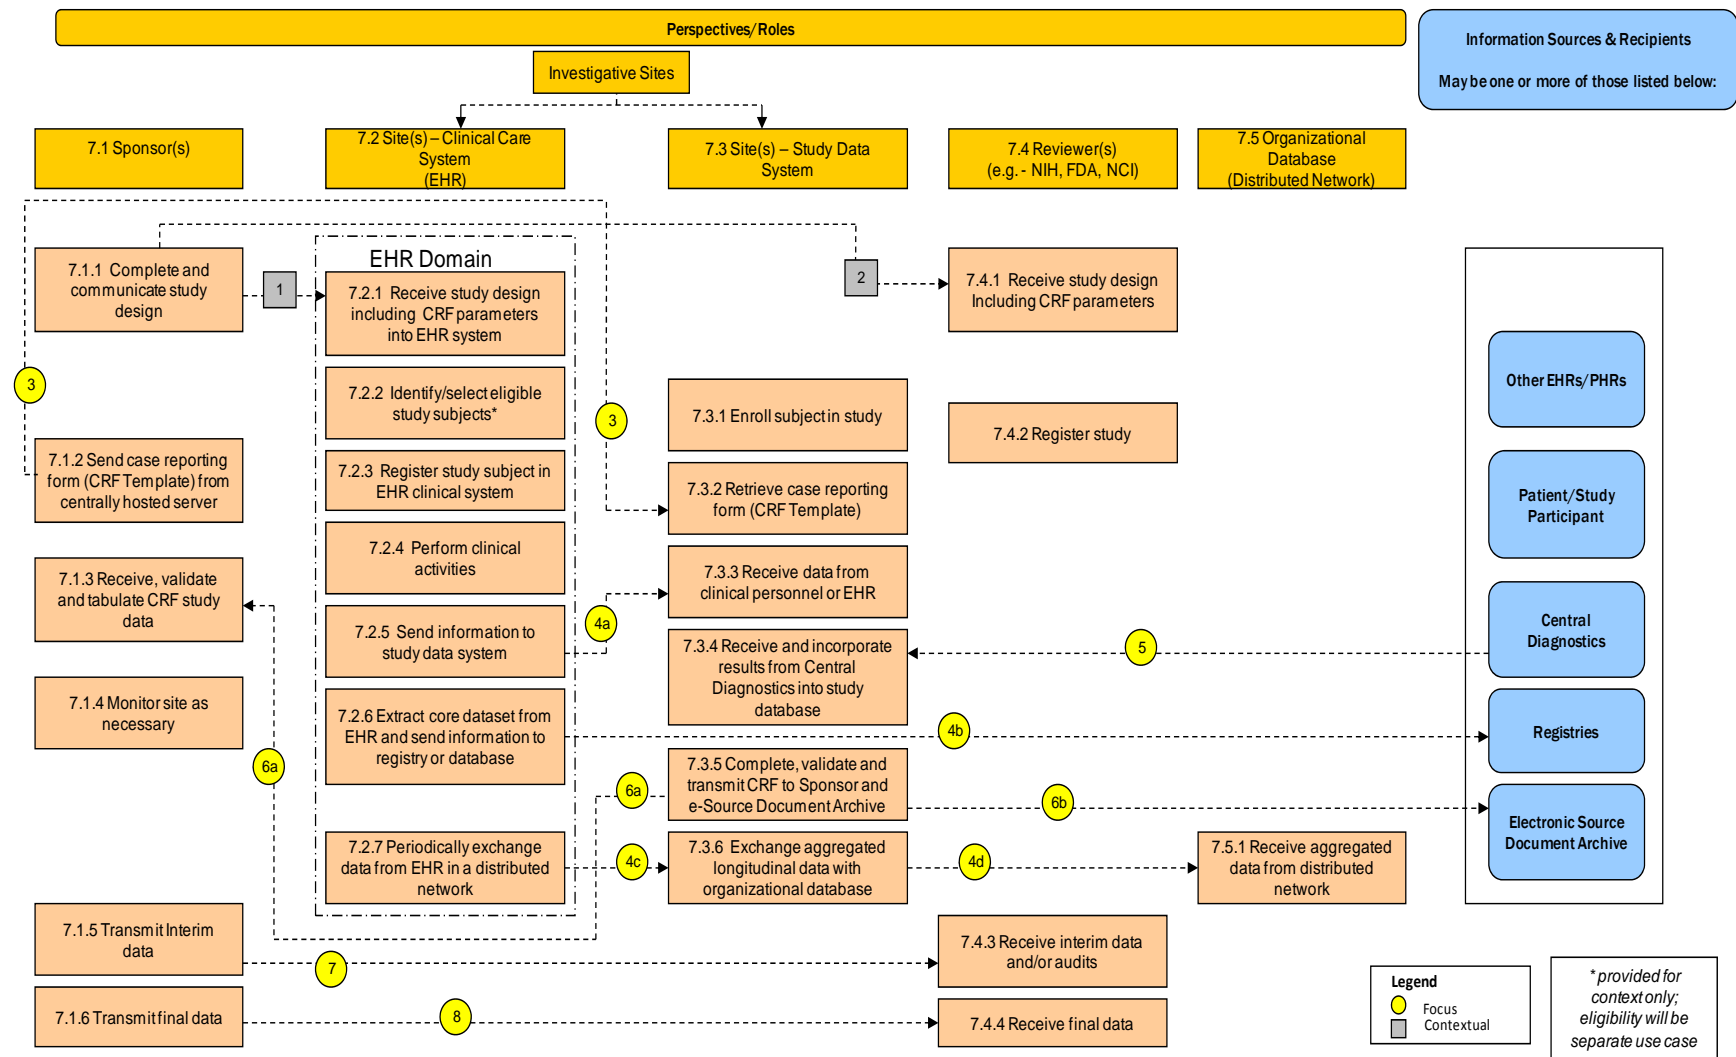 Perspectives/Roles
Information Sources & Recipients
May be one or more of those listed below:
Investigative Sites
7.1 Sponsor(s)
7.2 Site(s) – Clinical Care
System
(EHR)
7.3 Site(s) – Study Data
System
7.4 Reviewer(s)
(e.g. - NIH, FDA, NCI)
7.5 Organizational
Database
(Distributed Network)
7.1.1 Complete and
communicate study
design
1
EHR Domain
7.2.1 Receive study design
including CRF parameters
into EHR system
2
7.4.1 Receive study design
Including CRF parameters
3
7.2.2 Identify/select eligible
study subjects*
3
7.3.1 Enroll subject in study
7.4.2 Register study
Other EHRs/PHRs
7.1.2 Send case reporting
form (CRF Template) from
centrally hosted server
7.2.3 Register study subject in
EHR clinical system
7.3.2 Retrieve case reporting
form (CRF Template)
Patient/Study
Participant
7.1.3 Receive, validate
and tabulate CRF study
data
7.2.4 Perform clinical
activities
7.3.3 Receive data from
clinical personnel or EHR
7.2.5 Send information to
study data system
4a
7.3.4 Receive and incorporate
results from Central
Diagnostics into study
database
5
Central
Diagnostics
7.1.4 Monitor site as
necessary
7.2.6 Extract core dataset from
EHR and send information to
registry or database
4b
Registries
6a
6a
7.3.5 Complete, validate and
transmit CRF to Sponsor and
e-Source Document Archive
6b
Electronic Source
Document Archive
7.2.7 Periodically exchange
data from EHR in a distributed
network
4c
7.3.6 Exchange aggregated
longitudinal data with
organizational database
4d
7.5.1 Receive aggregated
data from distributed
network
7.1.5 Transmit Interim
data
7
7.4.3 Receive interim data
and/or audits
7.1.6 Transmit final data
8
7.4.4 Receive final data
Legend
Focus
Contextual
* provided for
context only;
eligibility will be
separate use case